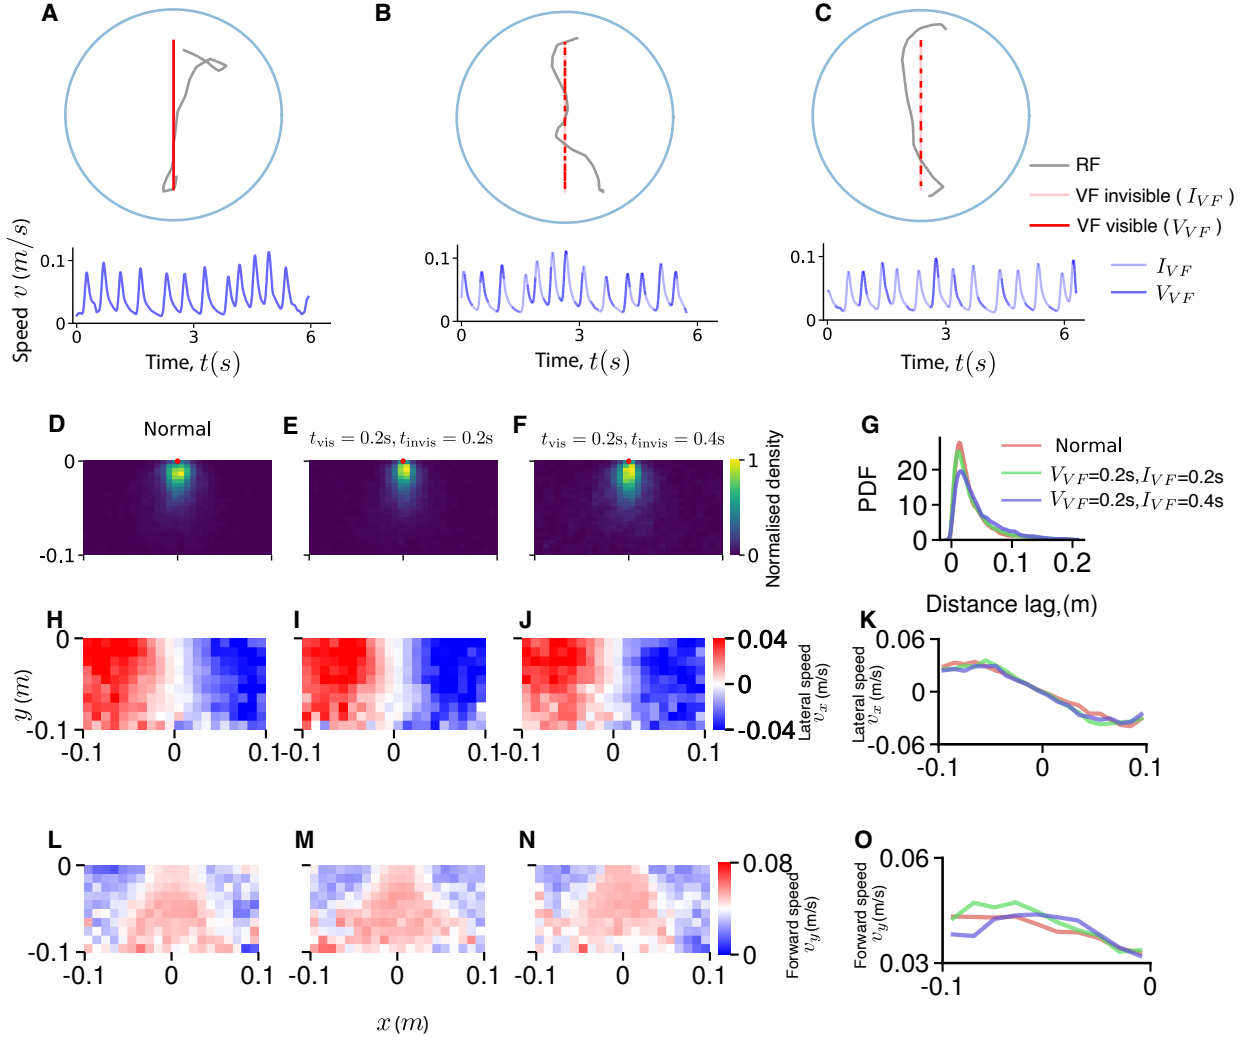 A
B
C
RF
VF invisible ( I_VF )
VF visible ( V_VF )
Speed v (m/s)
0.1
0
0
3
6
Time, t(s)
0.1
0
0
3
6
Time, t(s)
0.1
0
0
3
6
Time, t(s)
I_VF
V_VF
D
Normal
E
t_vis = 0.2s, t_invis = 0.2s
F
t_vis = 0.2s, t_invis = 0.4s
0
-0.1
1
0
Normalised density
G
PDF
20
10
0
0
0.1
0.2
Distance lag,(m)
Normal
V_VF=0.2s, I_VF=0.2s
V_VF=0.2s, I_VF=0.4s
H
I
J
y (m)
0
-0.1
-0.1
0
0.1
-0.1
0
0.1
-0.1
0
0.1
0.04
0
-0.04
Lateral speed
v_x (m/s)
K
Lateral speed
v_x (m/s)
0.06
0
-0.06
-0.1
0
0.1
L
M
N
0
-0.1
-0.1
0
0.1
-0.1
0
0.1
-0.1
0
0.1
x (m)
0.08
0
Forward speed
v_y (m/s)
O
Forward speed
v_y (m/s)
0.06
0.03
-0.1
0